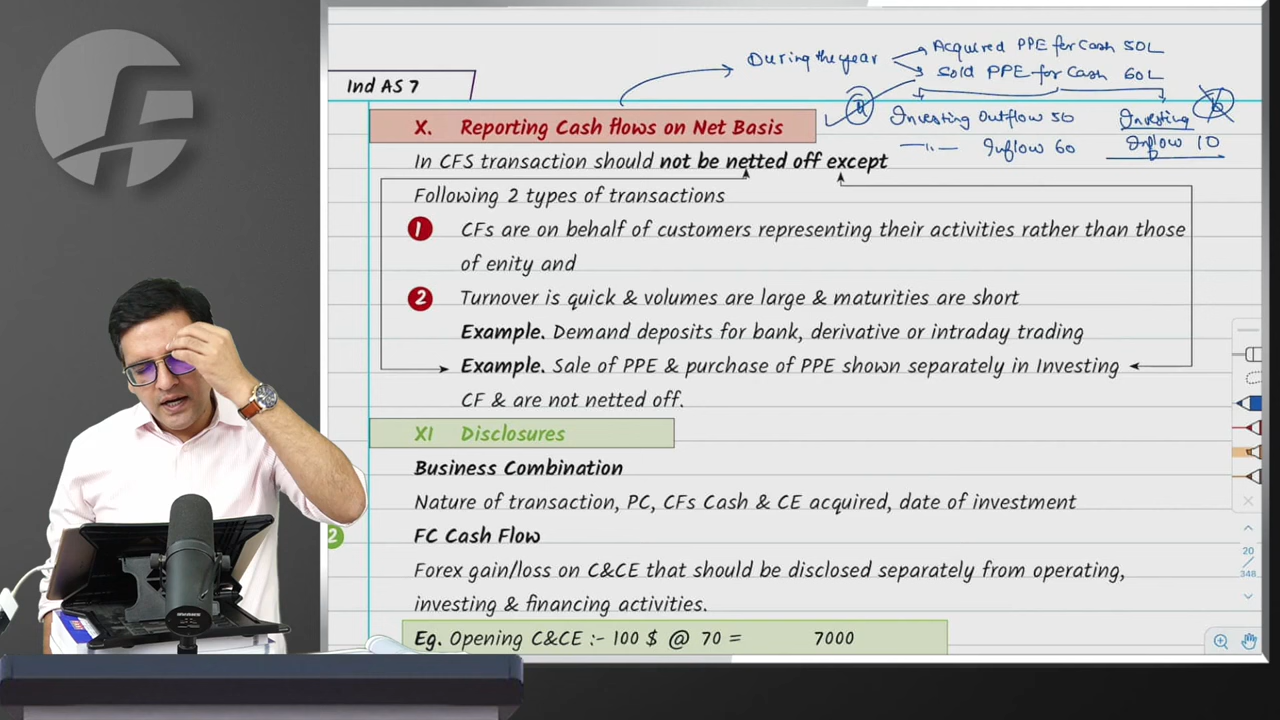 During the year
Acquired PPE for Cash 50L
Sold PPE for Cash 60L
Investing Outflow 50
Inflow 60
Investing
Inflow 10
Ind AS 7
X. Reporting Cash flows on Net Basis
In CFS transaction should not be netted off except
Following 2 types of transactions
1 CFs are on behalf of customers representing their activities rather than those
of enity and
2 Turnover is quick & volumes are large & maturities are short
Example. Demand deposits for bank, derivative or intraday trading
Example. Sale of PPE & purchase of PPE shown separately in Investing
CF & are not netted off.
XI Disclosures
Business Combination
Nature of transaction, PC, CFs Cash & CE acquired, date of investment
2 FC Cash Flow
Forex gain/loss on C&CE that should be disclosed separately from operating,
investing & financing activities.
Eg. Opening C&CE :- 100 $ @ 70 = 7000
20
/
348